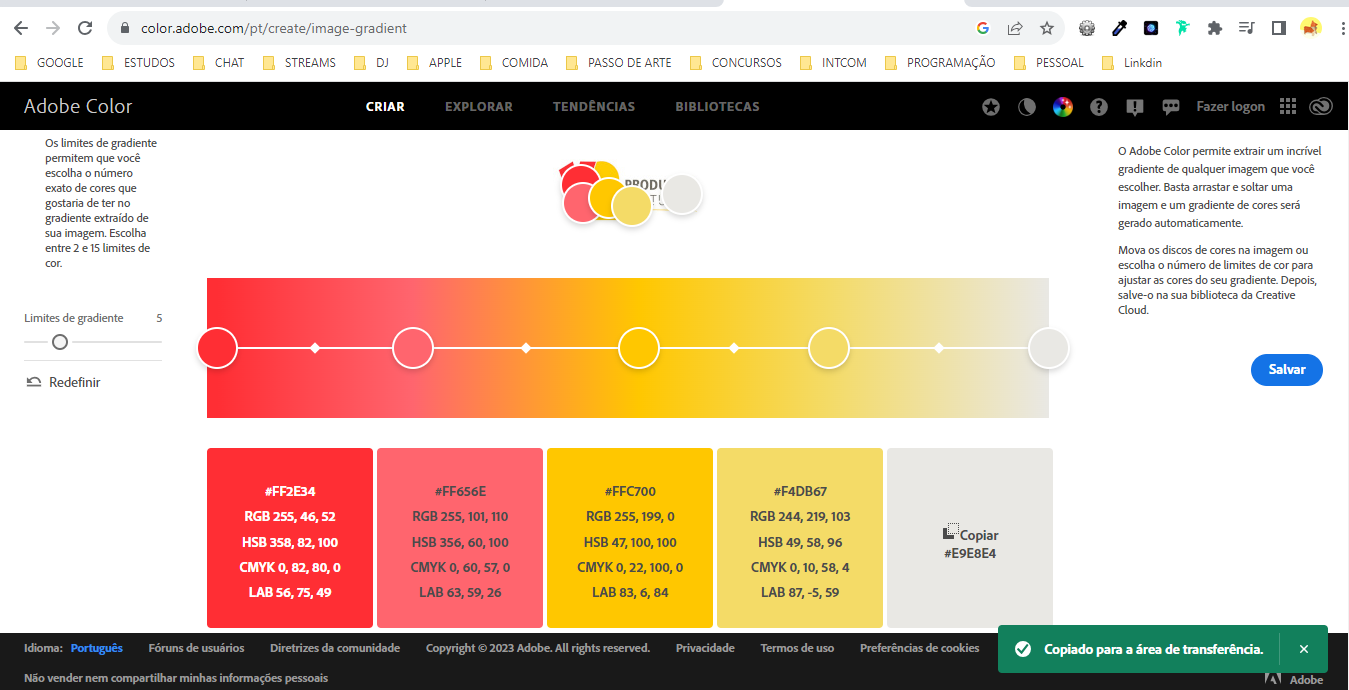 color.adobe.com/pt/create/image-gradient
GOOGLE ESTUDOS CHAT STREAMS DJ APPLE COMIDA PASSO DE ARTE CONCURSOS INTCOM PROGRAMAÇÃO PESSOAL Linkdin
Adobe Color CRIAR EXPLORAR TENDÊNCIAS BIBLIOTECAS Fazer logon
Os limites de gradiente
permitem que você
escolha o número
exato de cores que
gostaria de ter no
gradiente extraído de
sua imagem. Escolha
entre 2 e 15 limites de
cor.
Limites de gradiente 5
Redefinir
O Adobe Color permite extrair um incrível
gradiente de qualquer imagem que você
escolher. Basta arrastar e soltar uma
imagem e um gradiente de cores será
gerado automaticamente.
Mova os discos de cores na imagem ou
escolha o número de limites de cor para
ajustar as cores do seu gradiente. Depois,
salve-o na sua biblioteca da Creative
Cloud.
Salvar
#FF2E34
RGB 255, 46, 52
HSB 358, 82, 100
CMYK 0, 82, 80, 0
LAB 56, 75, 49
#FF656E
RGB 255, 101, 110
HSB 356, 60, 100
CMYK 0, 60, 57, 0
LAB 63, 59, 26
#FFC700
RGB 255, 199, 0
HSB 47, 100, 100
CMYK 0, 22, 100, 0
LAB 83, 6, 84
#F4DB67
RGB 244, 219, 103
HSB 49, 58, 96
CMYK 0, 10, 58, 4
LAB 87, -5, 59
Copiar
#E9E8E4
Idioma: Português Fóruns de usuários Diretrizes da comunidade Copyright © 2023 Adobe. All rights reserved. Privacidade Termos de uso Preferências de cookies
Copiado para a área de transferência.
Não vender nem compartilhar minhas informações pessoais
Adobe